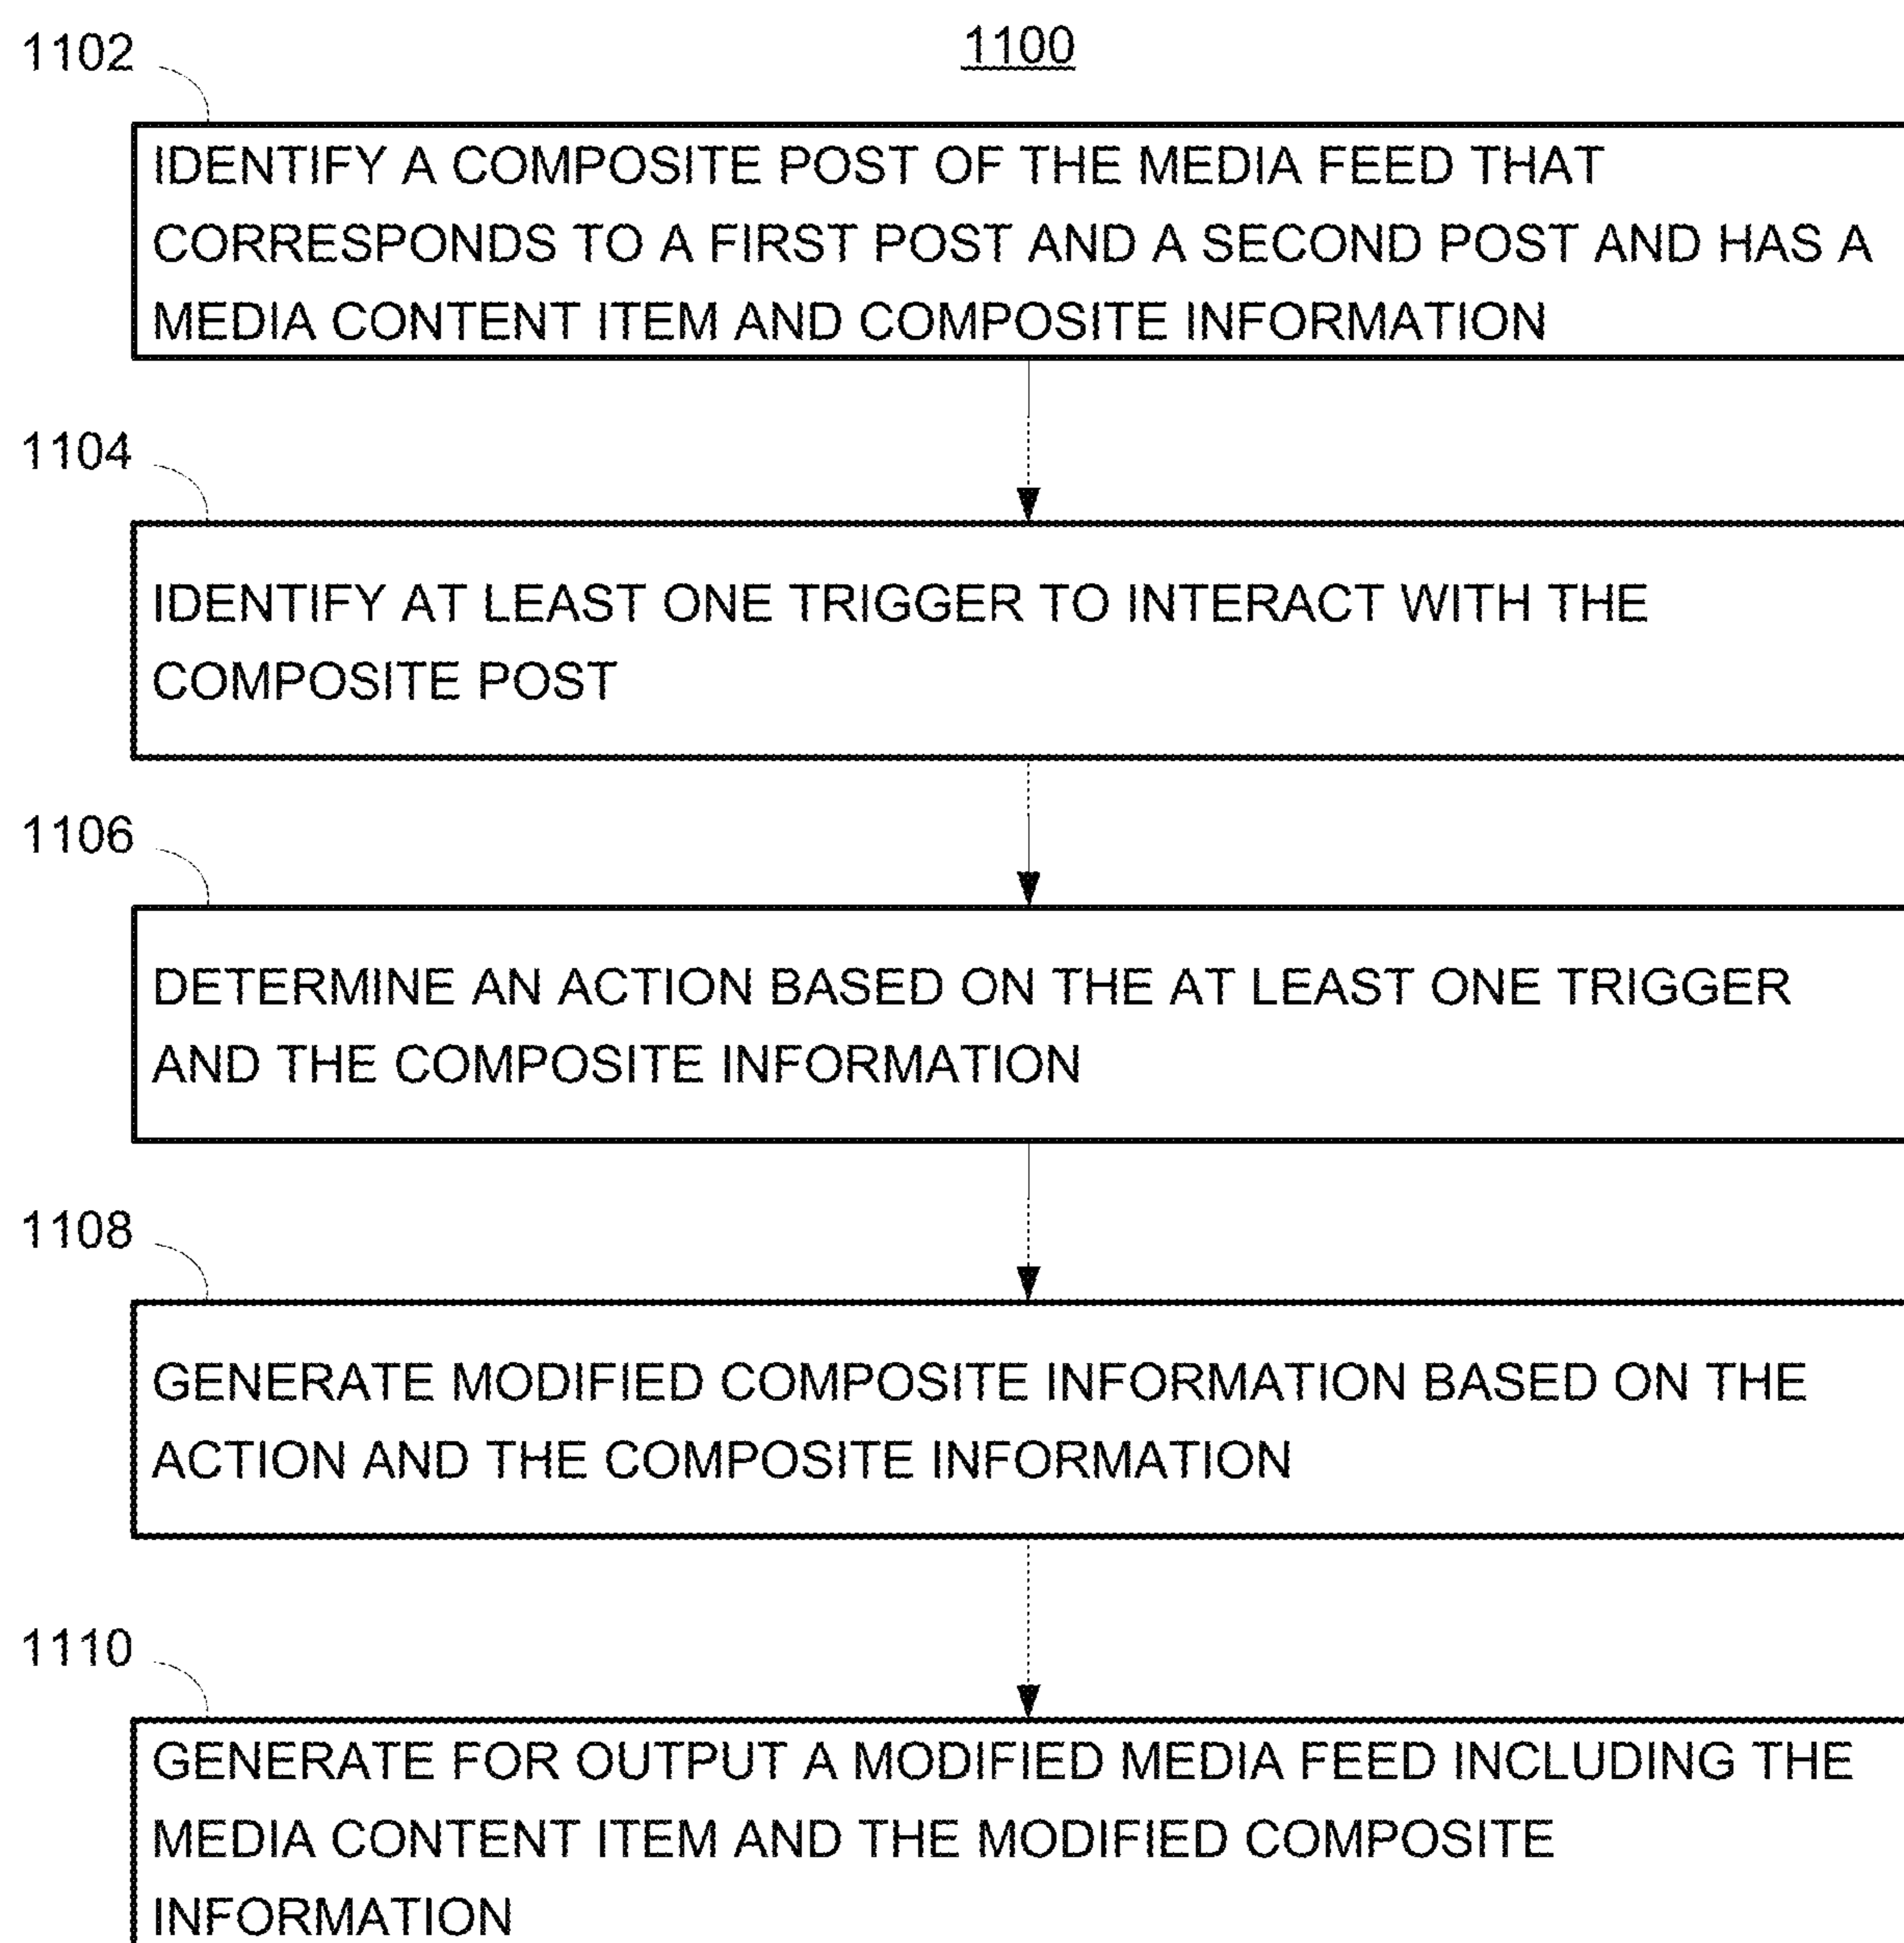 1100
1102
IDENTIFY A COMPOSITE POST OF THE MEDIA FEED THAT
CORRESPONDS TO A FIRST POST AND A SECOND POST AND HAS A
MEDIA CONTENT ITEM AND COMPOSITE INFORMATION
1104
IDENTIFY AT LEAST ONE TRIGGER TO INTERACT WITH THE
COMPOSITE POST
1106
DETERMINE AN ACTION BASED ON THE AT LEAST ONE TRIGGER
AND THE COMPOSITE INFORMATION
1108
GENERATE MODIFIED COMPOSITE INFORMATION BASED ON THE
ACTION AND THE COMPOSITE INFORMATION
1110
GENERATE FOR OUTPUT A MODIFIED MEDIA FEED INCLUDING THE
MEDIA CONTENT ITEM AND THE MODIFIED COMPOSITE
INFORMATION